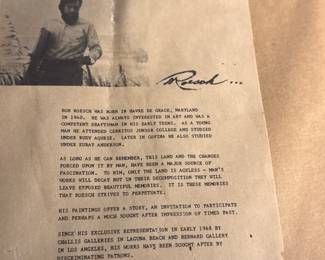 Roesch...
BOB ROESCH WAS BORN IN HAVRE DE GRACE, MARYLAND
IN 1940. HE WAS ALWAYS INTERESTED IN ART AND WAS A
COMPETENT DRAFTSMAN IN HIS EARLY TEENS. AS A YOUNG
MAN HE ATTENDED CERRITOS JUNIOR COLLEGE AND STUDIED
UNDER RUDY AQUBIE. LATER IN COVINA HE ALSO STUDIED
UNDER EUBAY ANDERSON.
AS LONG AS HE CAN REMEMBER, THIS LAND AND THE CHANGES
FORCED UPON IT BY MAN, HAVE BEEN A MAJOR SOURCE OF
FASCINATION. TO HIM, ONLY THE LAND IS AGELESS - MAN'S
WORKS WILL DECAY BUT IN THEIR DECOMPOSITION THEY WILL
LEAVE EXPOSED BEAUTIFUL MEMORIES. IT IS THESE MEMORIES
THAT ROESCH STRIVES TO PERPETUATE.
HIS PAINTINGS OFFER A STORY, AN INVITATION TO PARTICIPATE
AND PERHAPS A MUCH SOUGHT AFTER IMPRESSION OF TIMES PAST.
SINCE HIS EXCLUSIVE REPRESENTATION IN EARLY 1968 BY
CHALLIS GALLERIES IN LAGUNA BEACH AND BERNARD GALLERY
IN LOS ANGELES, HIS WORKS HAVE BEEN SOUGHT AFTER BY
DISCRIMINATING PATRONS.